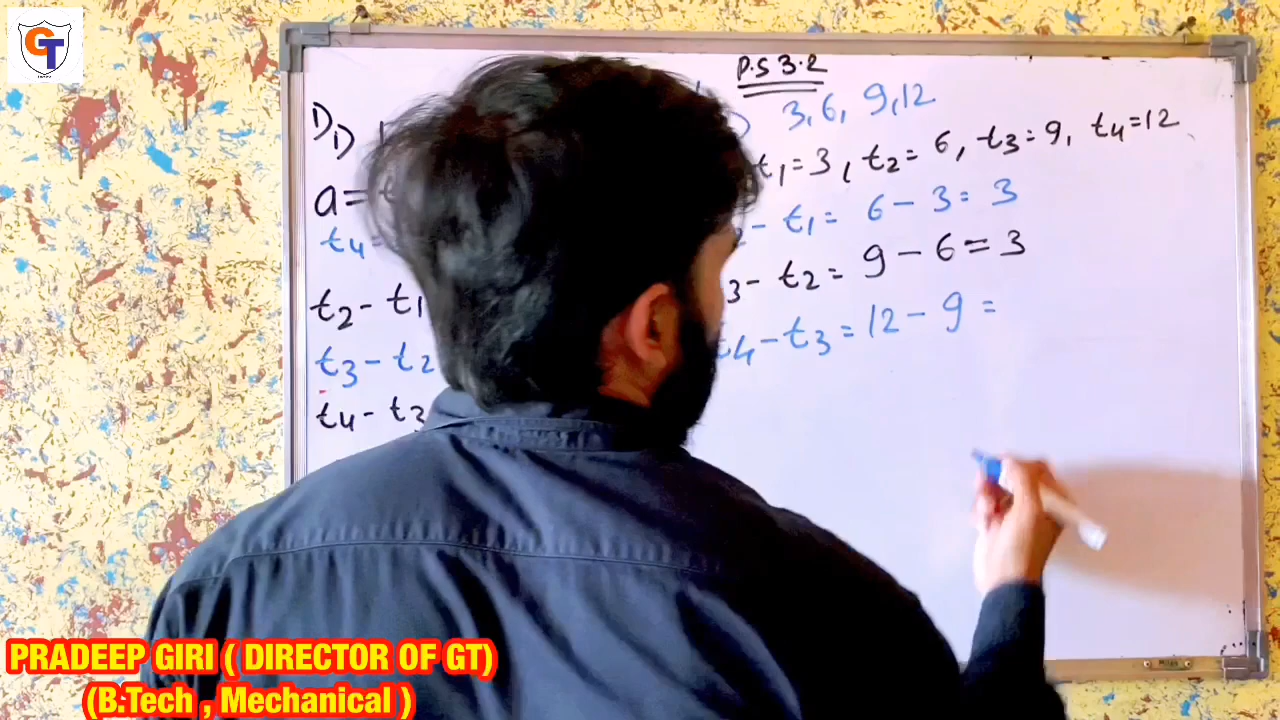 GT
P.S 3.2
3, 6, 9, 12
t1 = 3, t2 = 6, t3 = 9, t4 = 12
- t1 = 6 - 3 = 3
3 - t2 = 9 - 6 = 3
t4 - t3 = 12 - 9 =
a =
t4 =
t2 - t1
t3 - t2
t4 - t3
PRADEEP GIRI ( DIRECTOR OF GT)
(B.Tech , Mechanical )